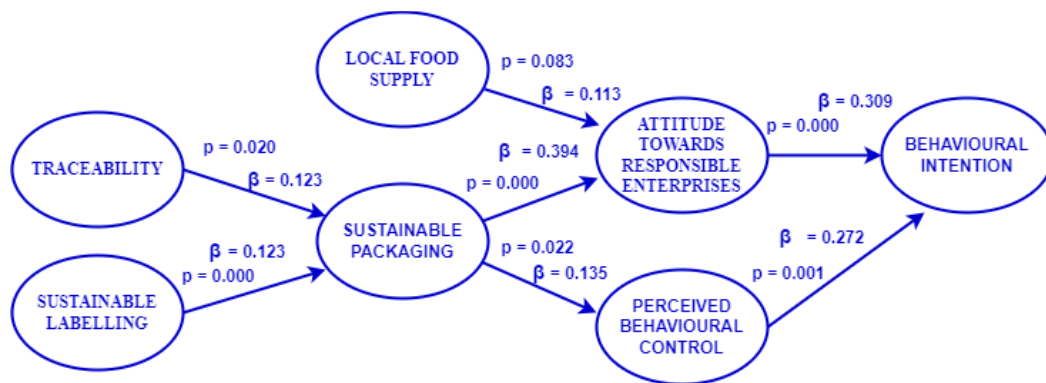 LOCAL FOOD
SUPPLY
p = 0.083
β = 0.113
TRACEABILITY
p = 0.020
β = 0.123
SUSTAINABLE
LABELLING
β = 0.123
p = 0.000
SUSTAINABLE
PACKAGING
β = 0.394
p = 0.000
p = 0.022
β = 0.135
ATTITUDE
TOWARDS
RESPONSIBLE
ENTERPRISES
PERCEIVED
BEHAVIOURAL
CONTROL
β = 0.309
p = 0.000
β = 0.272
p = 0.001
BEHAVIOURAL
INTENTION